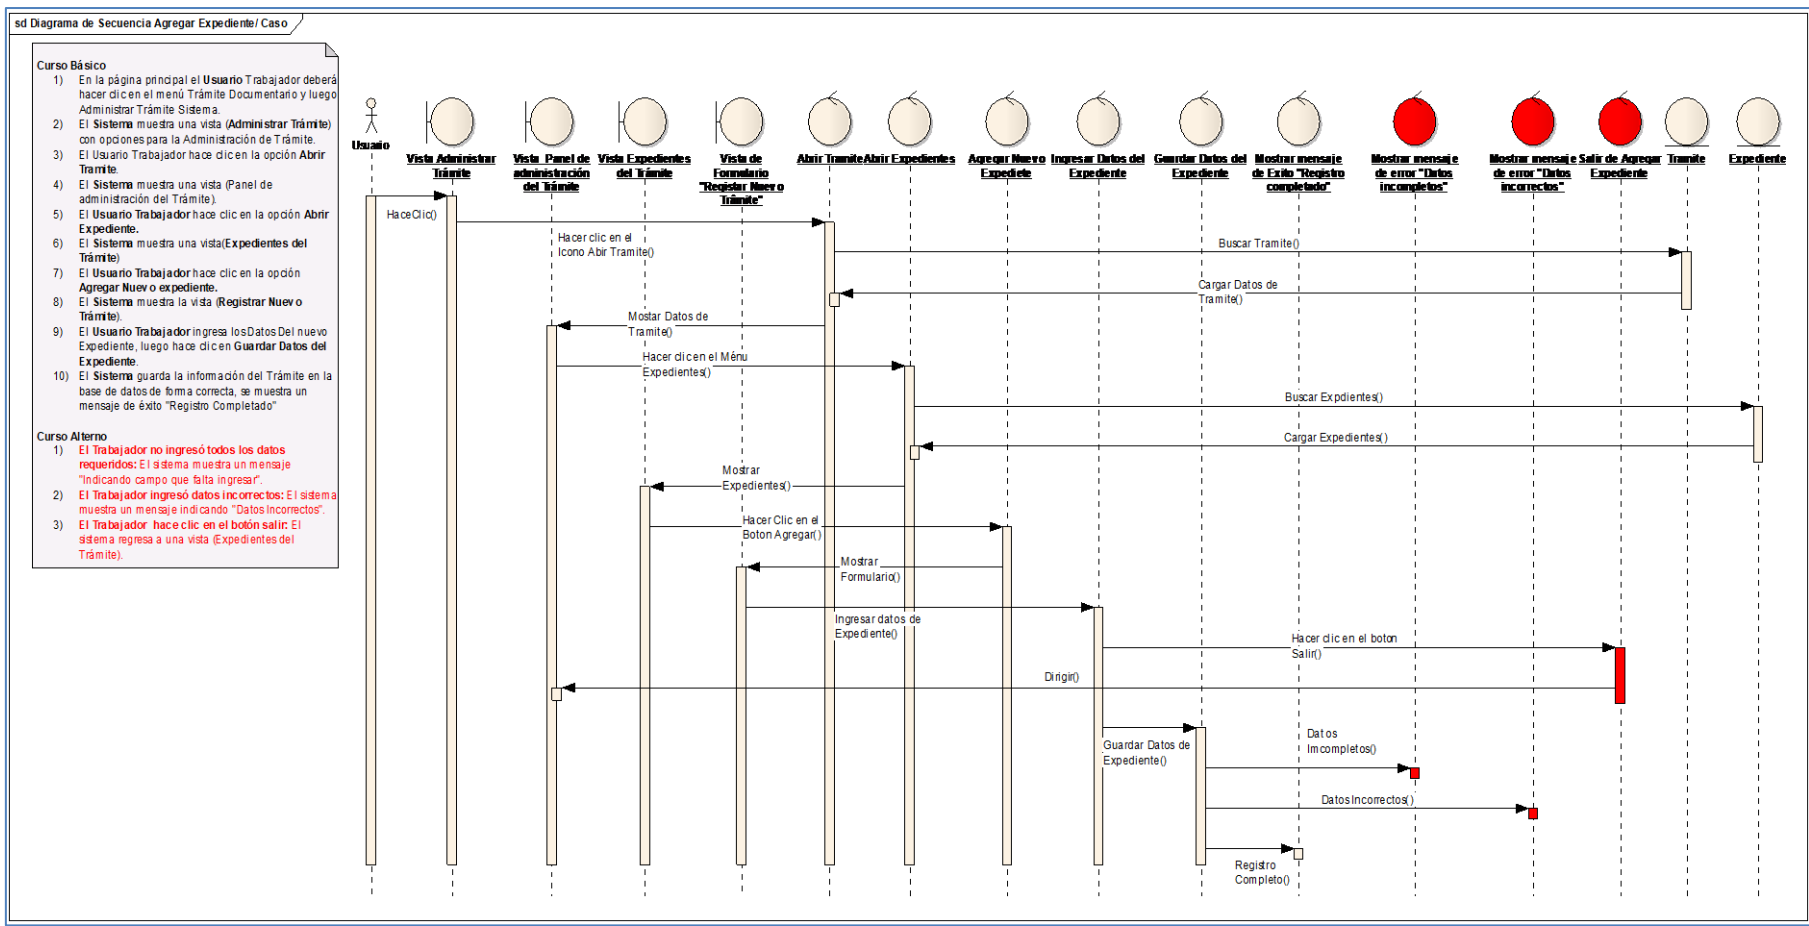 sd Diagrama de Secuencia Agregar Expediente/ Caso
Curso Básico
1) En la página principal el Usuario Trabajador deberá
hacer clic en el menú Trámite Documentario y luego
Administrar Trámite Sistema.
2) El Sistema muestra una vista (Administrar Trámite)
con opciones para la Administración de Trámite.
3) El Usuario Trabajador hace clic en la opción Abrir
Tramite.
4) El Sistema muestra una vista (Panel de
administración del Trámite).
5) El Usuario Trabajador hace clic en la opción Abrir
Expediente.
6) El Sistema muestra una vista(Expedientes del
Trámite)
7) El Usuario Trabajador hace clic en la opción
Agregar Nuevo expediente.
8) El Sistema muestra la vista (Registrar Nuevo
Trámite).
9) El Usuario Trabajador ingresa los Datos Del nuevo
Expediente, luego hace clic en Guardar Datos del
Expediente.
10) El Sistema guarda la información del Trámite en la
base de datos de forma correcta, se muestra un
mensaje de éxito "Registro Completado"
Curso Alterno
1) El Trabajador no ingresó todos los datos
requeridos: El sistema muestra un mensaje
"Indicando campo que falta ingresar".
2) El Trabajador ingresó datos incorrectos: El sistema
muestra un mensaje indicando "Datos Incorrectos".
3) El Trabajador hace clic en el botón salir: El
sistema regresa a una vista (Expedientes del
Trámite).
Usuario
Vista Administrar
Trámite
Vista Panel de
administración
del Trámite
Vista Expedientes
del Trámite
Vista de
Formulario
"Registar Nuevo
Trámite"
Abrir Tramite
Abrir Expedientes
Agregar Nuevo
Expediete
Ingresar Datos del
Expediente
Guardar Datos del
Expediente
Mostrar mensaje
de Exito "Registro
completado"
Mostrar mensaje
de error "Datos
incompletos"
Mostrar mensaje
de error "Datos
incorrectos"
Salir de Agregar
Expediente
Tramite
Expediente
HaceClic()
Hacer clic en el
Icono Abir Tramite()
Buscar Tramite()
Cargar Datos de
Tramite()
Mostar Datos de
Tramite()
Hacer clic en el Ménu
Expedientes()
Buscar Expdientes()
Cargar Expedientes()
Mostrar
Expedientes()
Hacer Clic en el
Boton Agregar()
Mostrar
Formulario()
Ingresar datos de
Expediente()
Hacer clic en el boton
Salir()
Dirigir()
Guardar Datos de
Expediente()
Datos
Imcompletos()
Datos Incorrectos()
Registro
Completo()